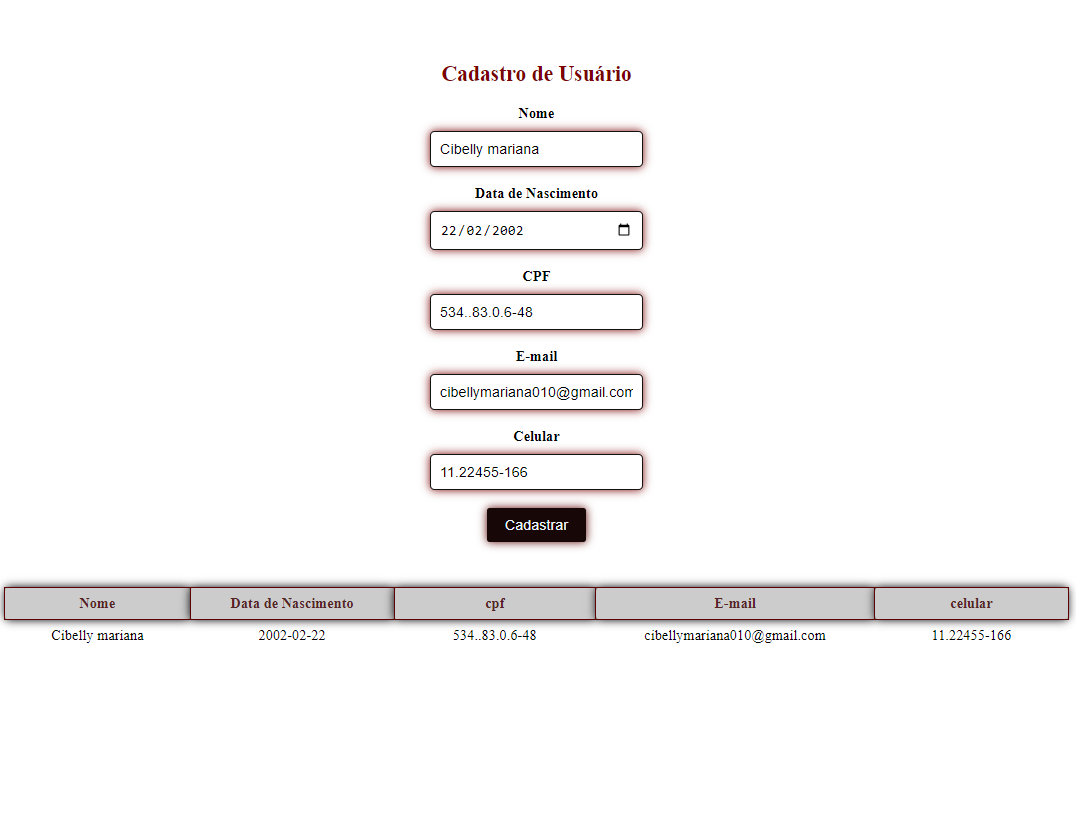 Cadastro de Usuário
Nome
Cibelly mariana
Data de Nascimento
22/02/2002
CPF
534..83.0.6-48
E-mail
cibellymariana010@gmail.com
Celular
11.22455-166
Cadastrar
Nome Data de Nascimento cpf E-mail celular
Cibelly mariana 2002-02-22 534..83.0.6-48 cibellymariana010@gmail.com 11.22455-166